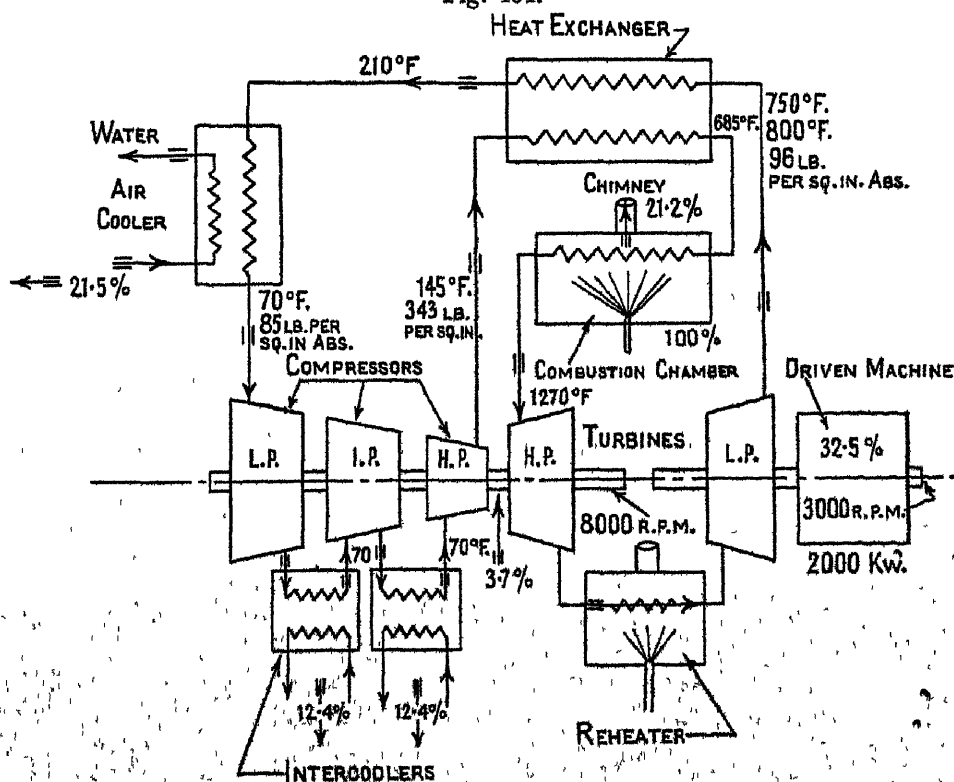 HEAT EXCHANGER
210°F
750°F.
685°F.
800°F.
96 LB.
PER SQ.IN. ABS.
WATER
AIR
COOLER
CHIMNEY
21·2%
21·5%
70°F.
85 LB. PER
SQ.IN ABS.
145°F.
343 LB.
PER SQ.IN.
100%
COMBUSTION CHAMBER
COMPRESSORS
1270°F
DRIVEN MACHINE
TURBINES
L.P.
I.P.
H.P.
H.P.
L.P.
32·5%
8000 R.P.M.
3000 R.P.M.
2000 KW.
70
70°F.
3·7%
12·4%
12·4%
REHEATER
INTERCOOLERS